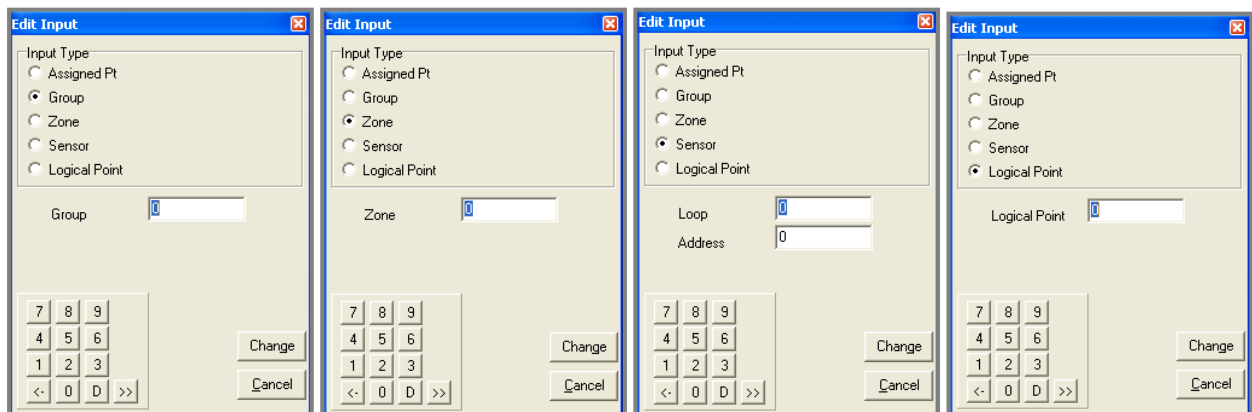 Edit Input
Input Type
Assigned Pt
Group
Zone
Sensor
Logical Point
Group 0
7 8 9
4 5 6
1 2 3
<- 0 D >>
Change
Cancel
Edit Input
Input Type
Assigned Pt
Group
Zone
Sensor
Logical Point
Zone 0
7 8 9
4 5 6
1 2 3
<- 0 D >>
Change
Cancel
Edit Input
Input Type
Assigned Pt
Group
Zone
Sensor
Logical Point
Loop 0
Address 0
7 8 9
4 5 6
1 2 3
<- 0 D >>
Change
Cancel
Edit Input
Input Type
Assigned Pt
Group
Zone
Sensor
Logical Point
Logical Point 0
7 8 9
4 5 6
1 2 3
<- 0 D >>
Change
Cancel